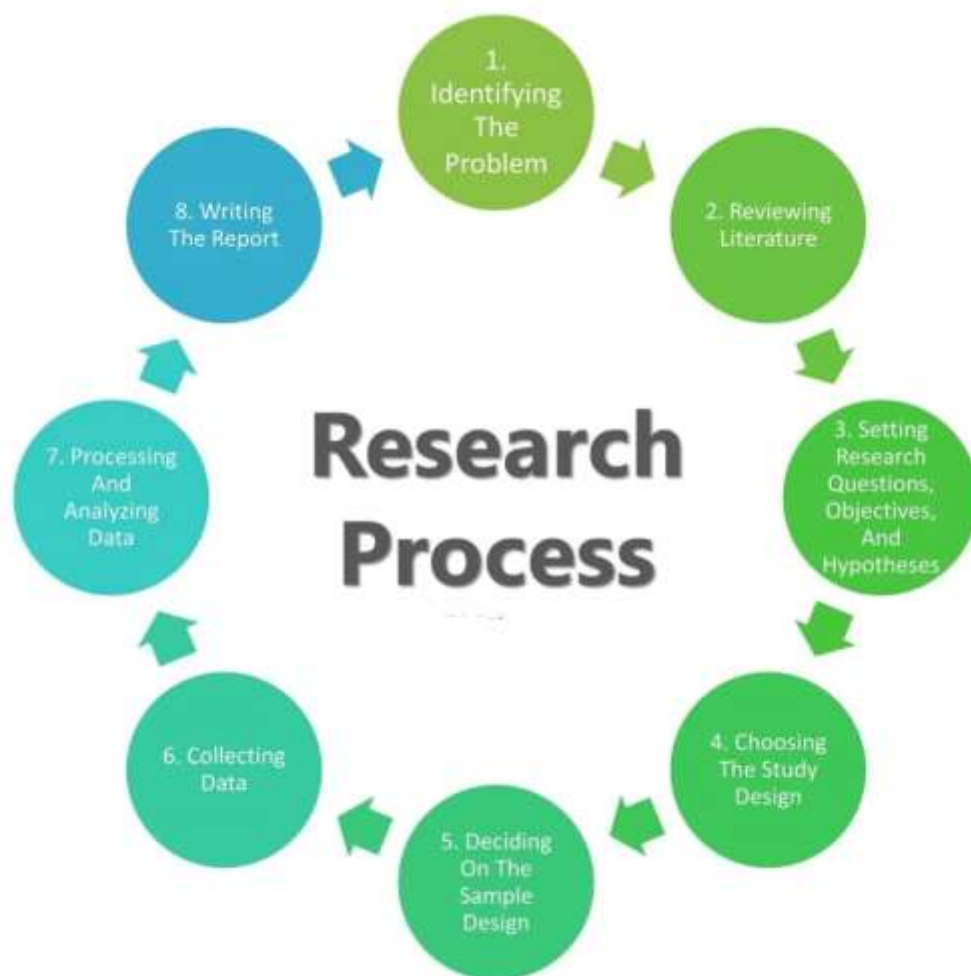 1.
Identifying
The
Problem
2. Reviewing
Literature
3. Setting
Research
Questions,
Objectives,
And
Hypotheses
4. Choosing
The Study
Design
5. Deciding
On The
Sample
Design
6. Collecting
Data
7. Processing
And
Analyzing
Data
8. Writing
The Report
Research
Process